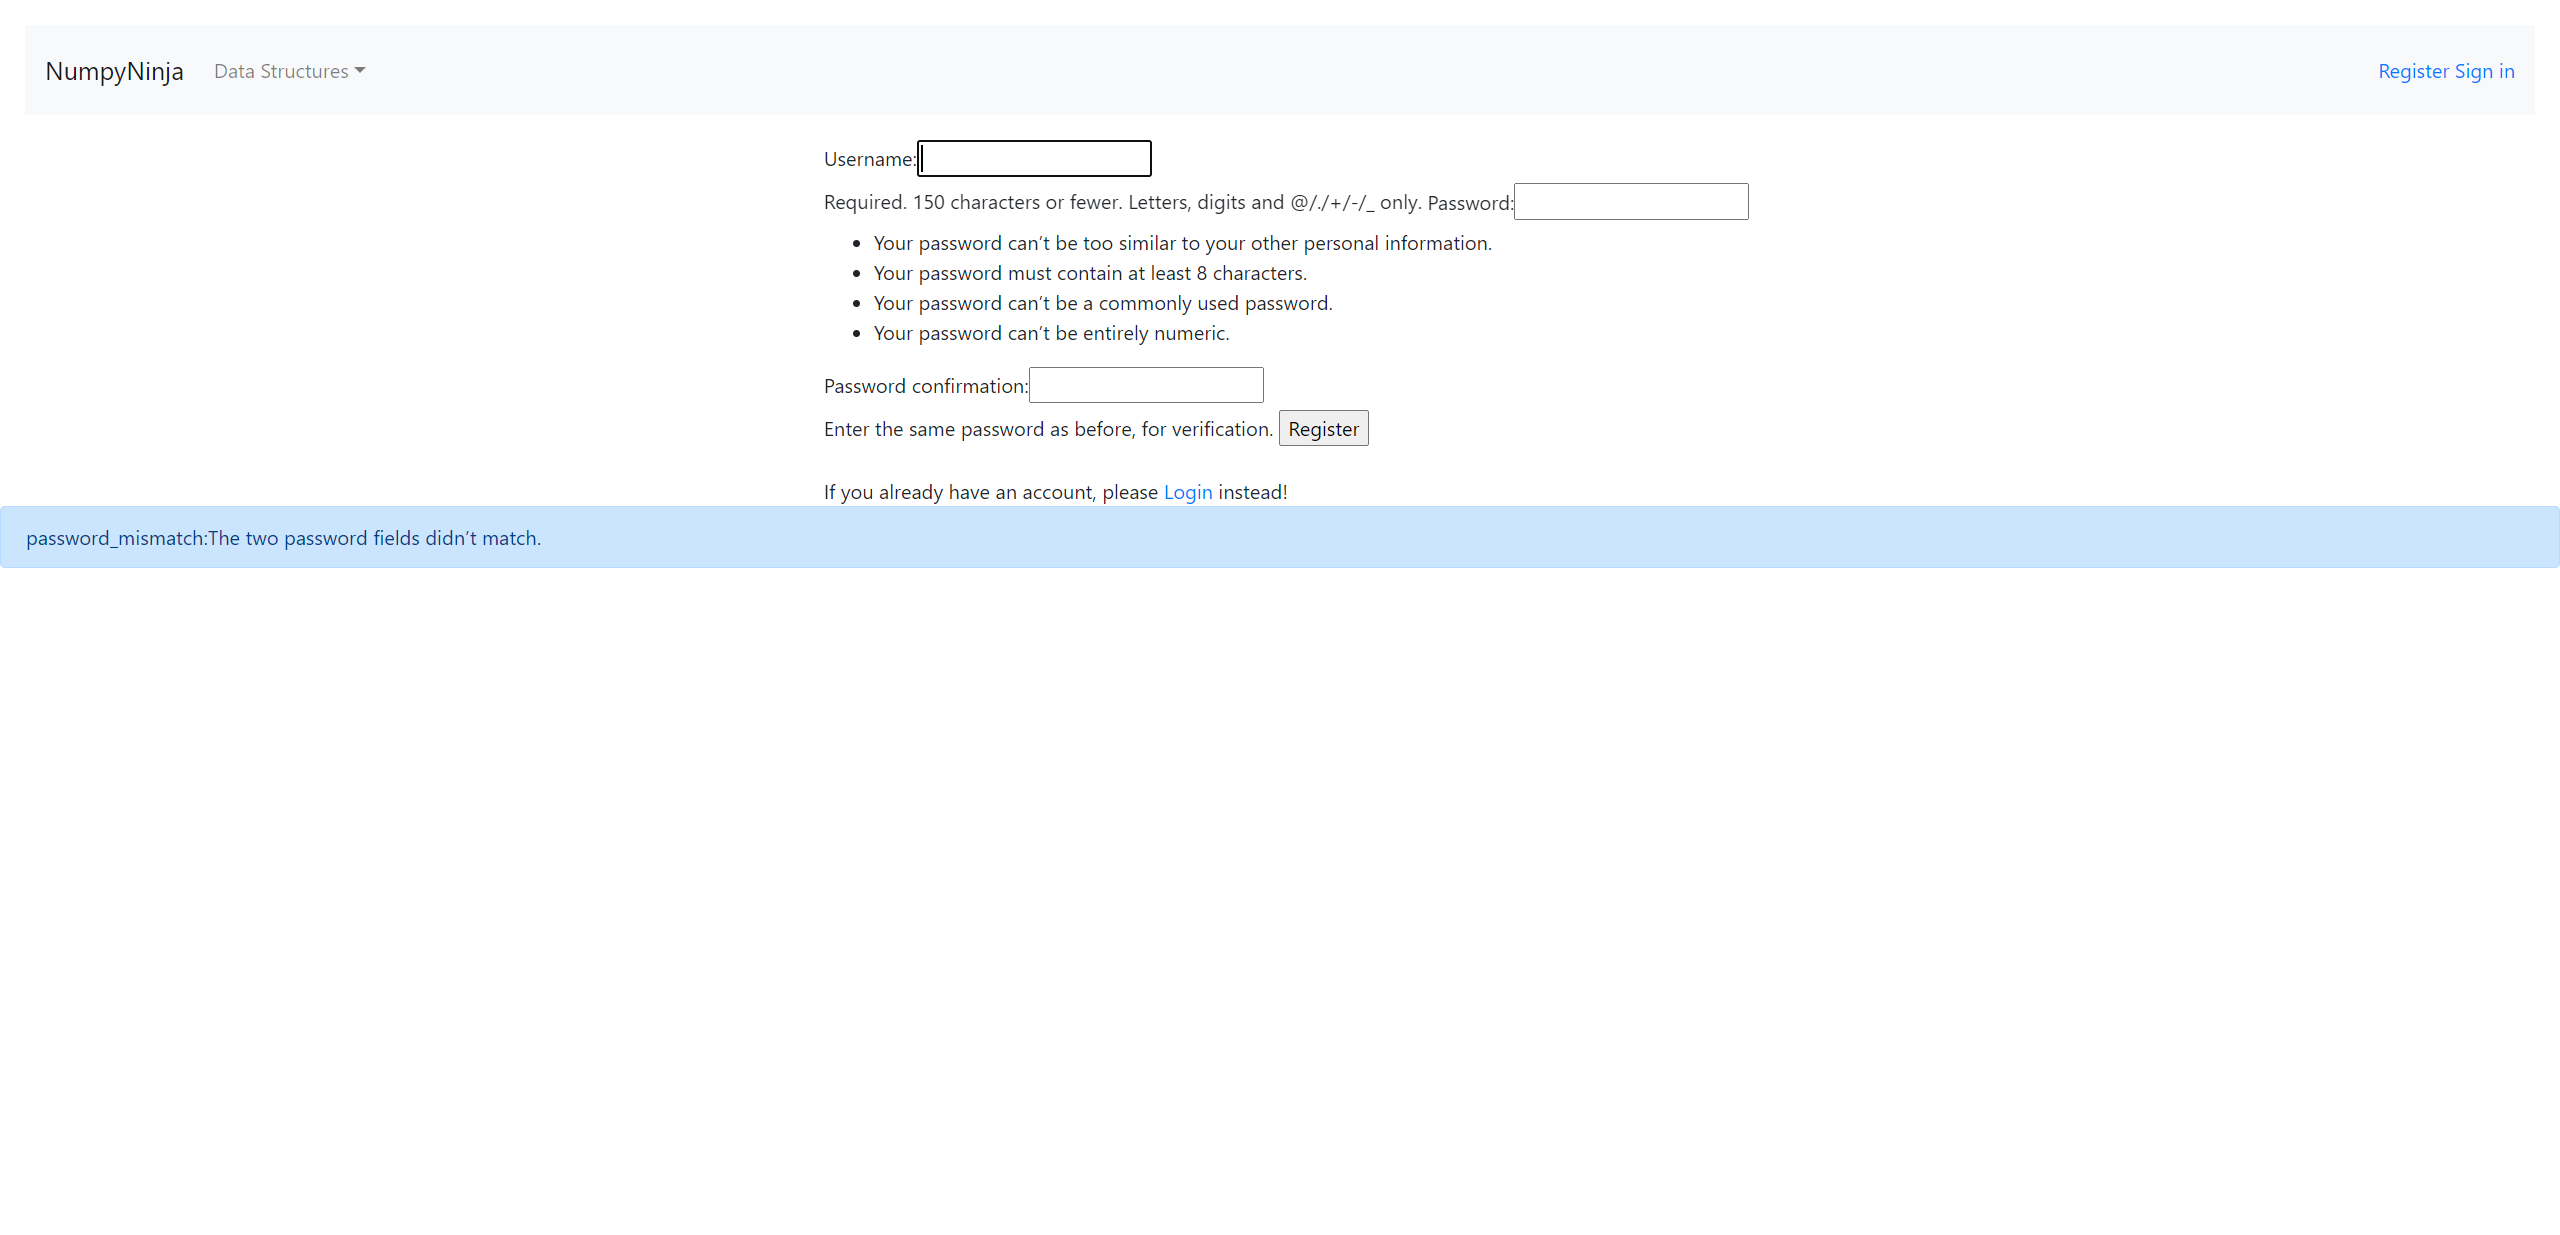 NumpyNinja Data Structures Register Sign in
Username:
Required. 150 characters or fewer. Letters, digits and @/./+/-/_ only. Password:
• Your password can’t be too similar to your other personal information.
• Your password must contain at least 8 characters.
• Your password can’t be a commonly used password.
• Your password can’t be entirely numeric.
Password confirmation:
Enter the same password as before, for verification. Register
If you already have an account, please Login instead!
password_mismatch:The two password fields didn’t match.